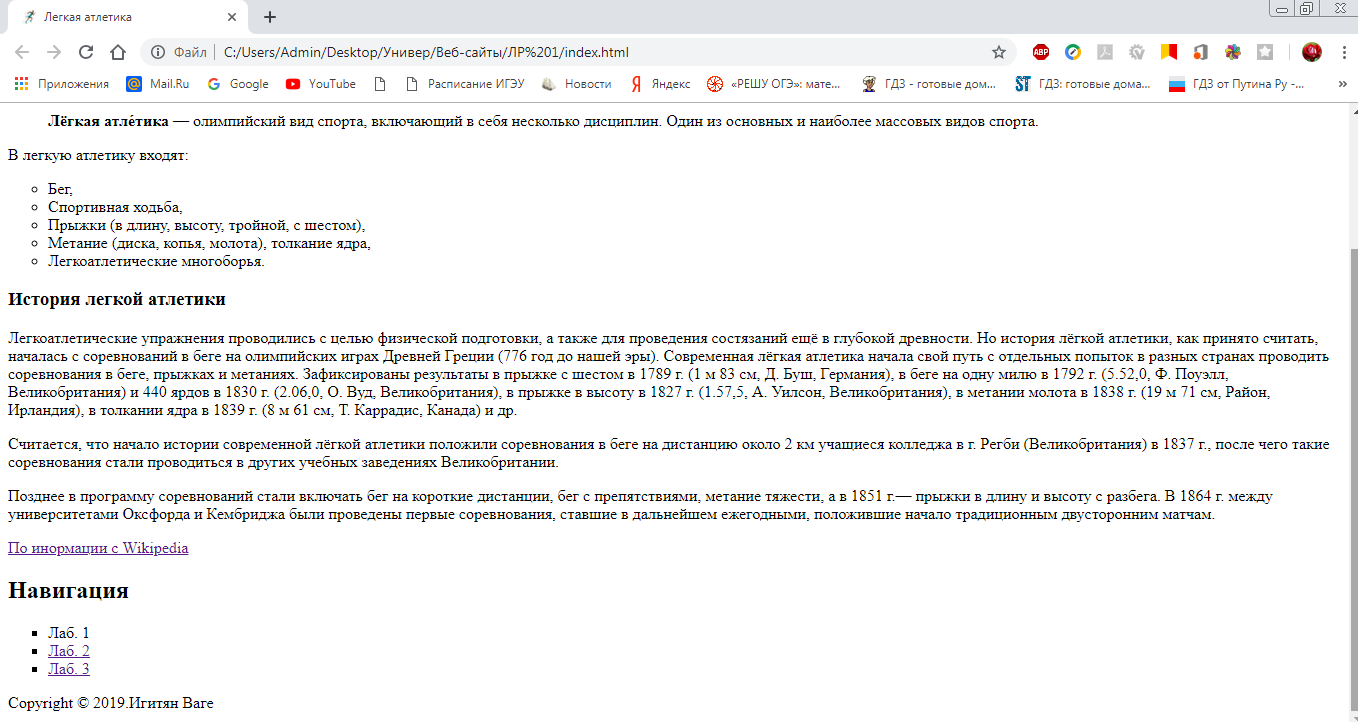 Легкая атлетика
Файл C:/Users/Admin/Desktop/Универ/Веб-сайты/ЛР%201/index.html
ABP
Приложения Mail.Ru Google YouTube Расписание ИГЭУ Новости Яндекс «РЕШУ ОГЭ»: мате... ГДЗ - готовые дом... ГДЗ: готовые дома... ГДЗ от Путина Ру -... »
Лёгкая атле́тика — олимпийский вид спорта, включающий в себя несколько дисциплин. Один из основных и наиболее массовых видов спорта.
В легкую атлетику входят:
Бег,
Спортивная ходьба,
Прыжки (в длину, высоту, тройной, с шестом),
Метание (диска, копья, молота), толкание ядра,
Легкоатлетические многоборья.
История легкой атлетики
Легкоатлетические упражнения проводились с целью физической подготовки, а также для проведения состязаний ещё в глубокой древности. Но история лёгкой атлетики, как принято считать,
началась с соревнований в беге на олимпийских играх Древней Греции (776 год до нашей эры). Современная лёгкая атлетика начала свой путь с отдельных попыток в разных странах проводить
соревнования в беге, прыжках и метаниях. Зафиксированы результаты в прыжке с шестом в 1789 г. (1 м 83 см, Д. Буш, Германия), в беге на одну милю в 1792 г. (5.52,0, Ф. Поуэлл,
Великобритания) и 440 ярдов в 1830 г. (2.06,0, О. Вуд, Великобритания), в прыжке в высоту в 1827 г. (1.57,5, А. Уилсон, Великобритания), в метании молота в 1838 г. (19 м 71 см, Район,
Ирландия), в толкании ядра в 1839 г. (8 м 61 см, Т. Каррадис, Канада) и др.
Считается, что начало истории современной лёгкой атлетики положили соревнования в беге на дистанцию около 2 км учащиеся колледжа в г. Регби (Великобритания) в 1837 г., после чего такие
соревнования стали проводиться в других учебных заведениях Великобритании.
Позднее в программу соревнований стали включать бег на короткие дистанции, бег с препятствиями, метание тяжести, а в 1851 г.— прыжки в длину и высоту с разбега. В 1864 г. между
университетами Оксфорда и Кембриджа были проведены первые соревнования, ставшие в дальнейшем ежегодными, положившие начало традиционным двусторонним матчам.
По инормации с Wikipedia
Навигация
Лаб. 1
Лаб. 2
Лаб. 3
Copyright © 2019.Игитян Ваге